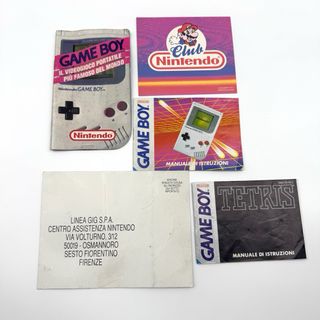 GAME BOY
IL VIDEOGIOCO PORTATILE
PIÙ FAMOSO DEL MONDO
Nintendo GAME BOY
Nintendo
Club
Nintendo
GAME BOY
MANUALE DI ISTRUZIONI
LINEA GIG S.P.A.
CENTRO ASSISTENZA NINTENDO
VIA VOLTURNO, 3/12
50019 - OSMANNORO
SESTO FIORENTINO
FIRENZE
GAME BOY
TETRIS
MANUALE DI ISTRUZIONI